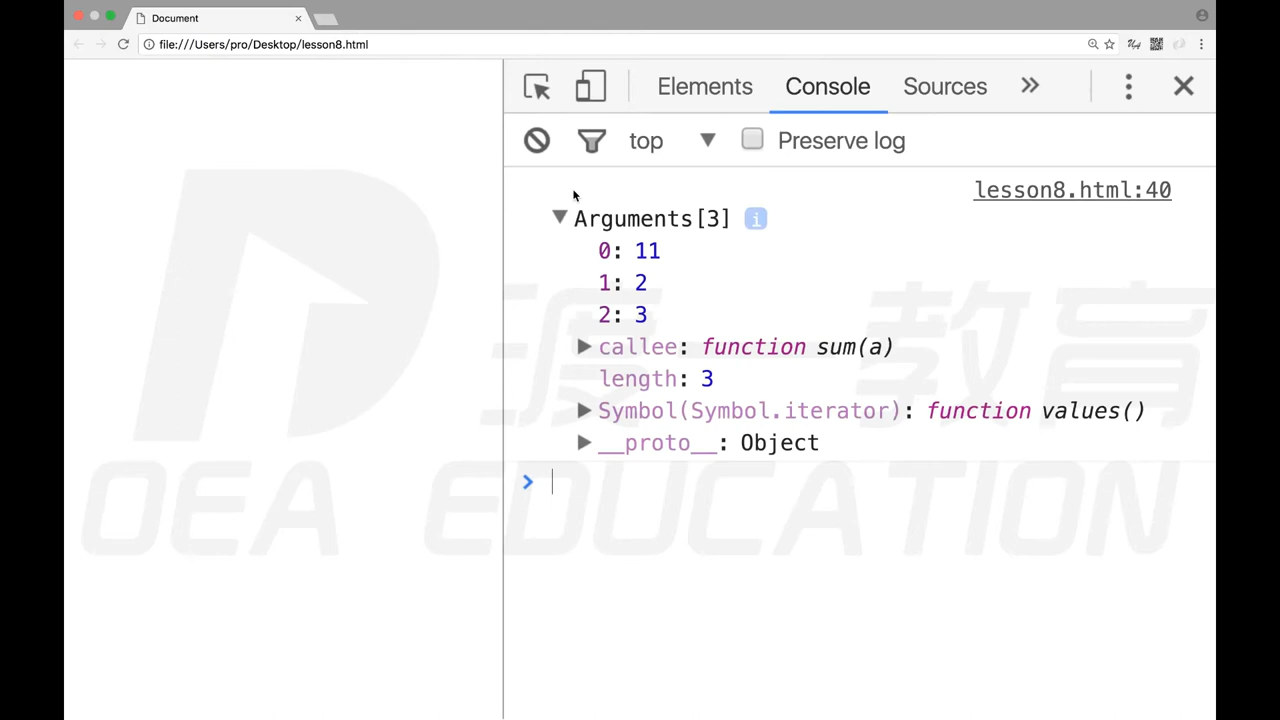 Document
file:///Users/pro/Desktop/lesson8.html
Elements Console Sources
top Preserve log
lesson8.html:40
Arguments[3] i
0: 11
1: 2
2: 3
callee: function sum(a)
length: 3
Symbol(Symbol.iterator): function values()
__proto__: Object
渡 教育
DEA EDUCATION